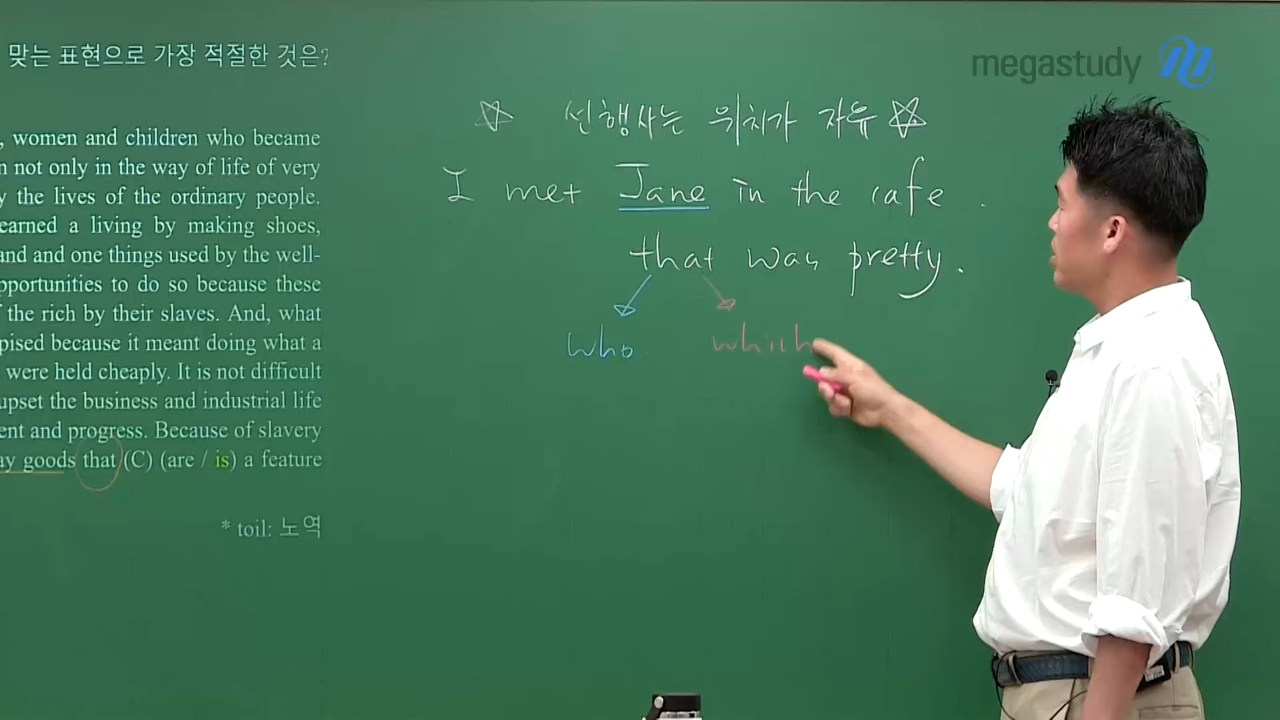 맞는 표현으로 가장 적절한 것은?
, women and children who became
n not only in the way of life of very
y the lives of the ordinary people.
earned a living by making shoes,
and and one things used by the well-
pportunities to do so because these
f the rich by their slaves. And, what
pised because it meant doing what a
were held cheaply. It is not difficult
upset the business and industrial life
ent and progress. Because of slavery
ay goods that (C) (are / is) a feature
* toil: 노역
megastudy
☆ 선행사는 위치가 자유 ☆
I met Jane in the cafe .
that was pretty.
who which